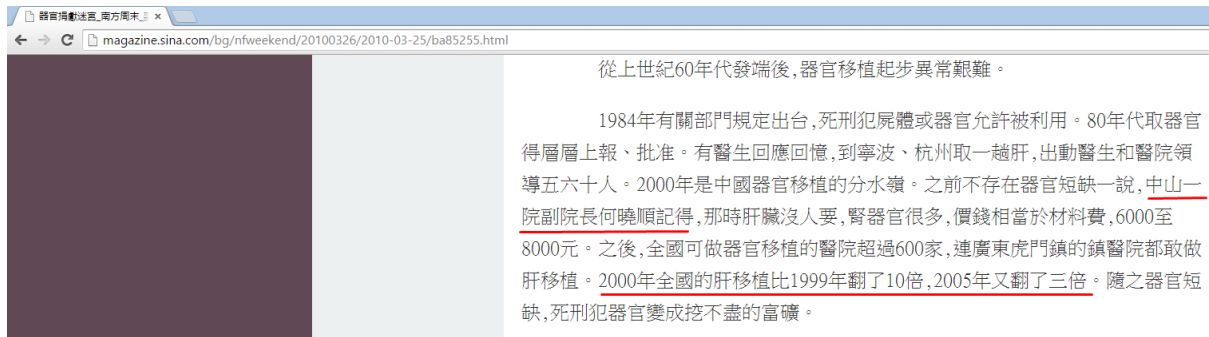 器官捐獻迷宮_南方周末_
magazine.sina.com/bg/nfweekend/20100326/2010-03-25/ba85255.html
從上世紀60年代發端後,器官移植起步異常艱難。
1984年有關部門規定出台,死刑犯屍體或器官允許被利用。80年代取器官
得層層上報、批准。有醫生回應回憶,到寧波、杭州取一趟肝,出動醫生和醫院領
導五六十人。2000年是中國器官移植的分水嶺。之前不存在器官短缺一說,中山一
院副院長何曉順記得,那時肝臟沒人要,腎器官很多,價錢相當於材料費,6000至
8000元。之後,全國可做器官移植的醫院超過600家,連廣東虎門鎮的鎮醫院都敢做
肝移植。2000年全國的肝移植比1999年翻了10倍,2005年又翻了三倍。隨之器官短
缺,死刑犯器官變成挖不盡的富礦。